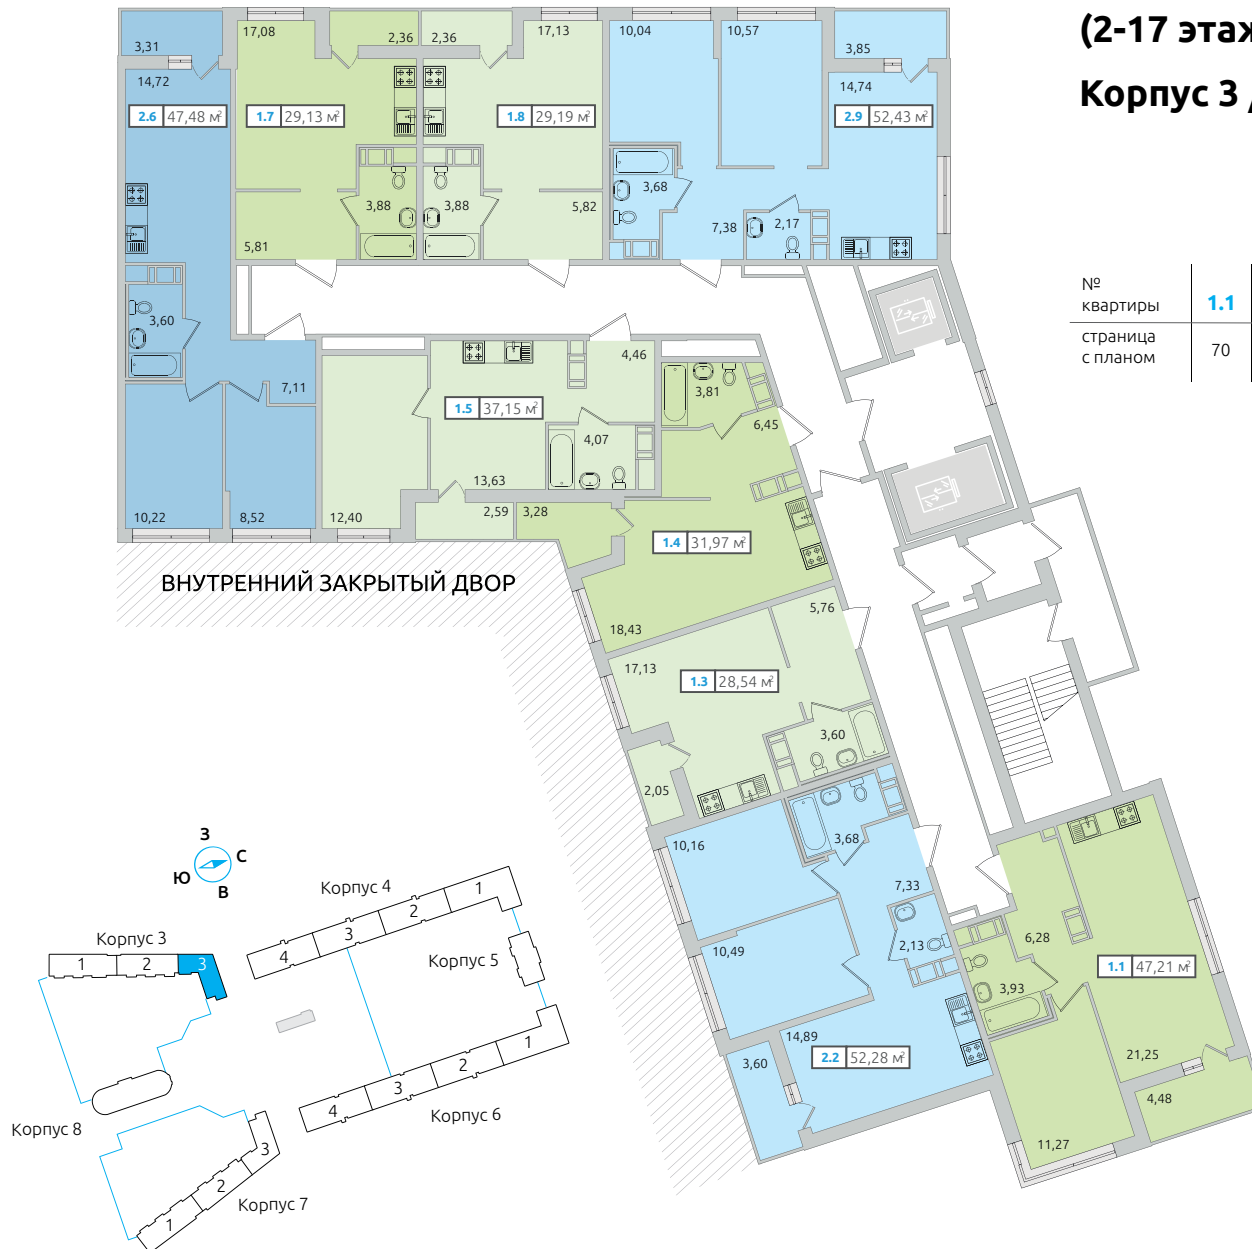 (2-17 этаж
Корпус 3
№
квартиры
1.1
страница
с планом
70
3,31
17,08
2,36
2,36
17,13
10,04
10,57
3,85
14,72
14,74
2.6 47,48 м²
1.7 29,13 м²
1.8 29,19 м²
2.9 52,43 м²
3,88
3,88
5,82
3,68
7,38
2,17
5,81
3,60
7,11
4,46
3,81
6,45
1.5 37,15 м²
4,07
13,63
10,22
8,52
12,40
2,59
3,28
1.4 31,97 м²
ВНУТРЕННИЙ ЗАКРЫТЫЙ ДВОР
18,43
5,76
17,13
1.3 28,54 м²
3,60
2,05
10,16
3,68
7,33
10,49
2,13
6,28
3,93
1.1 47,21 м²
14,89
2.2 52,28 м²
3,60
21,25
4,48
11,27
З
С
Ю
В
Корпус 4
1
2
3
4
Корпус 3
1
2
3
Корпус 5
1
2
3
4
Корпус 6
Корпус 8
3
2
1
Корпус 7